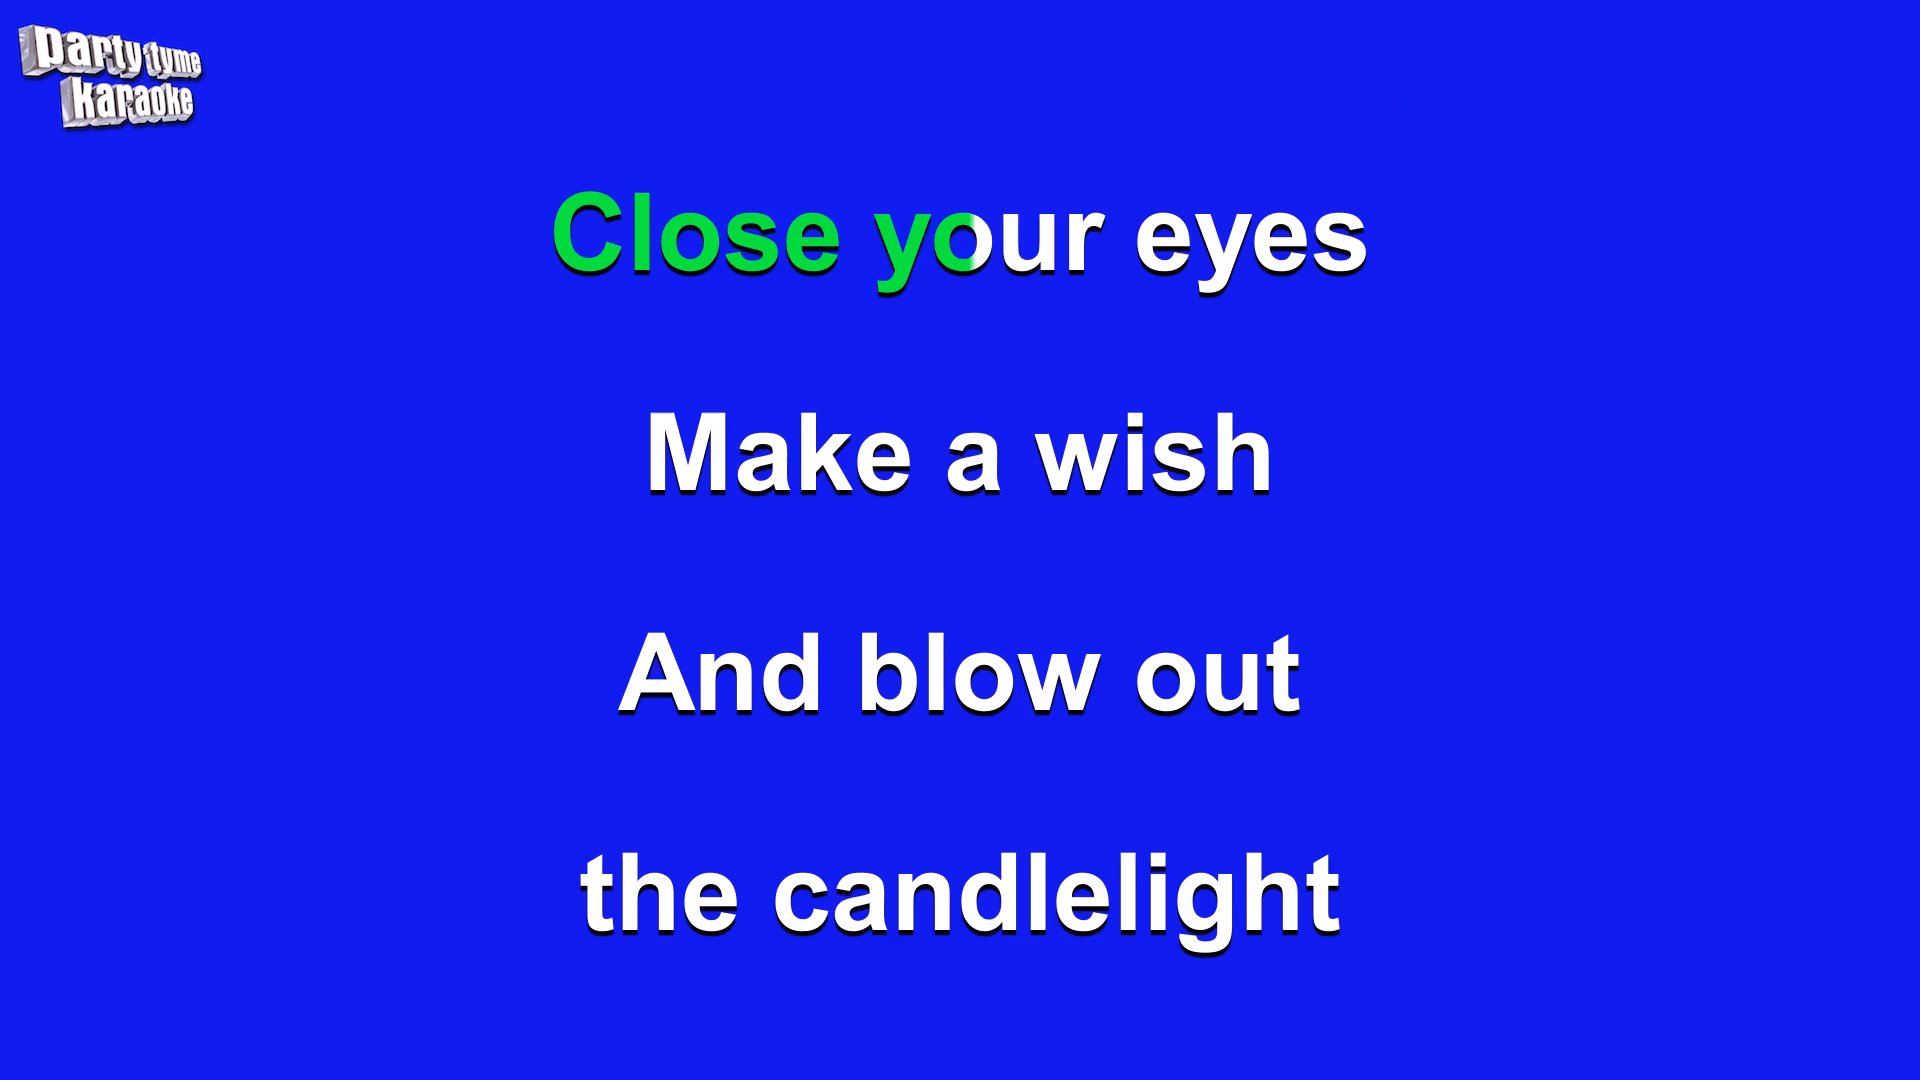 party tyme
karaoke
Close your eyes
Make a wish
And blow out
the candlelight